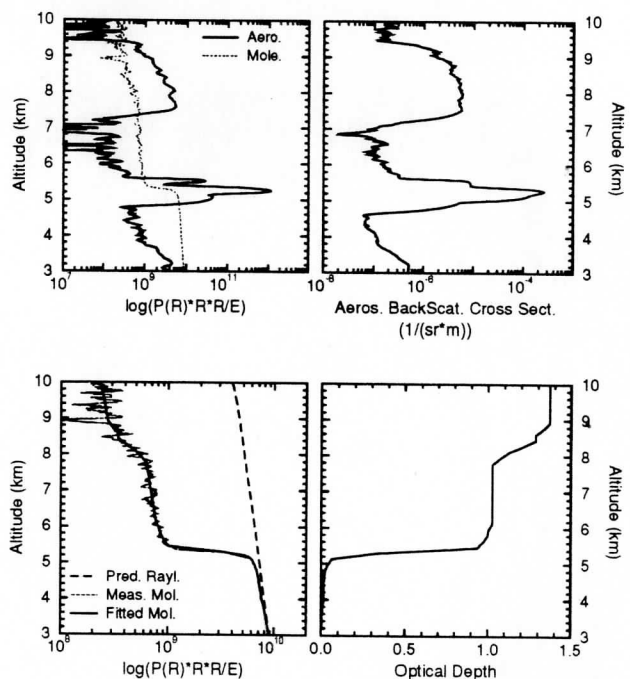 Aero.
Mole.
Altitude (km)
10
9
8
7
6
5
4
3
10^7 10^9 10^11
log(P(R)*R*R/E)
10
9
8
7
6
5
4
3
Altitude (km)
10^-8 10^-6 10^-4
Aeros. BackScat. Cross Sect.
(1/(sr*m))
Altitude (km)
10
9
8
7
6
5
4
3
Pred. Rayl.
Meas. Mol.
Fitted Mol.
10^8 10^9 10^10
log(P(R)*R*R/E)
10
9
8
7
6
5
4
3
Altitude (km)
0.0 0.5 1.0 1.5
Optical Depth